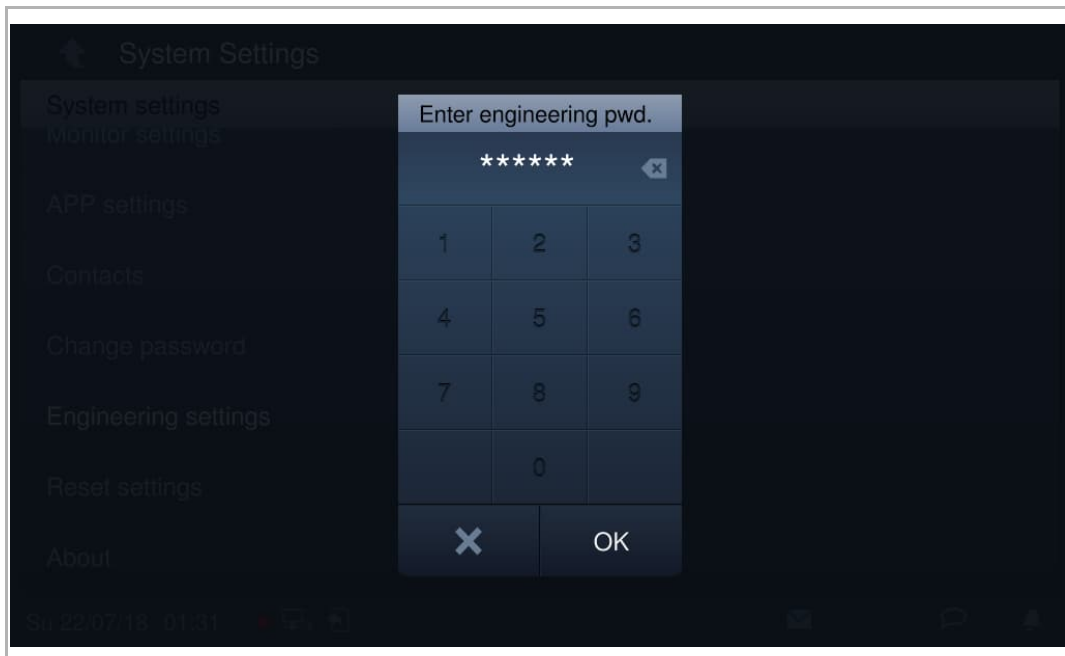 System Settings
System settings
Monitor settings
APP settings
Contacts
Change password
Engineering settings
Reset settings
About
Enter engineering pwd.
******
1 2 3
4 5 6
7 8 9
0
OK
Su 22/07/18 01:31